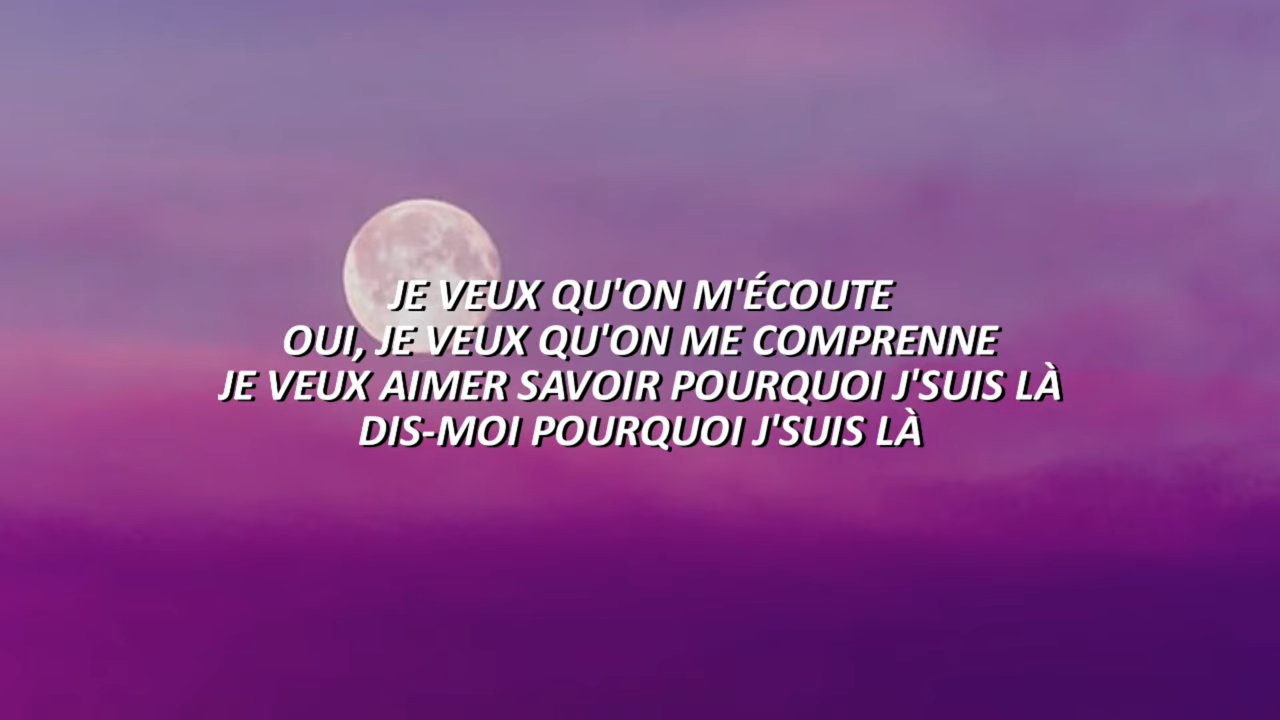 JE VEUX QU'ON M'ÉCOUTE
OUI, JE VEUX QU'ON ME COMPRENNE
JE VEUX AIMER SAVOIR POURQUOI J'SUIS LÀ
DIS-MOI POURQUOI J'SUIS LÀ